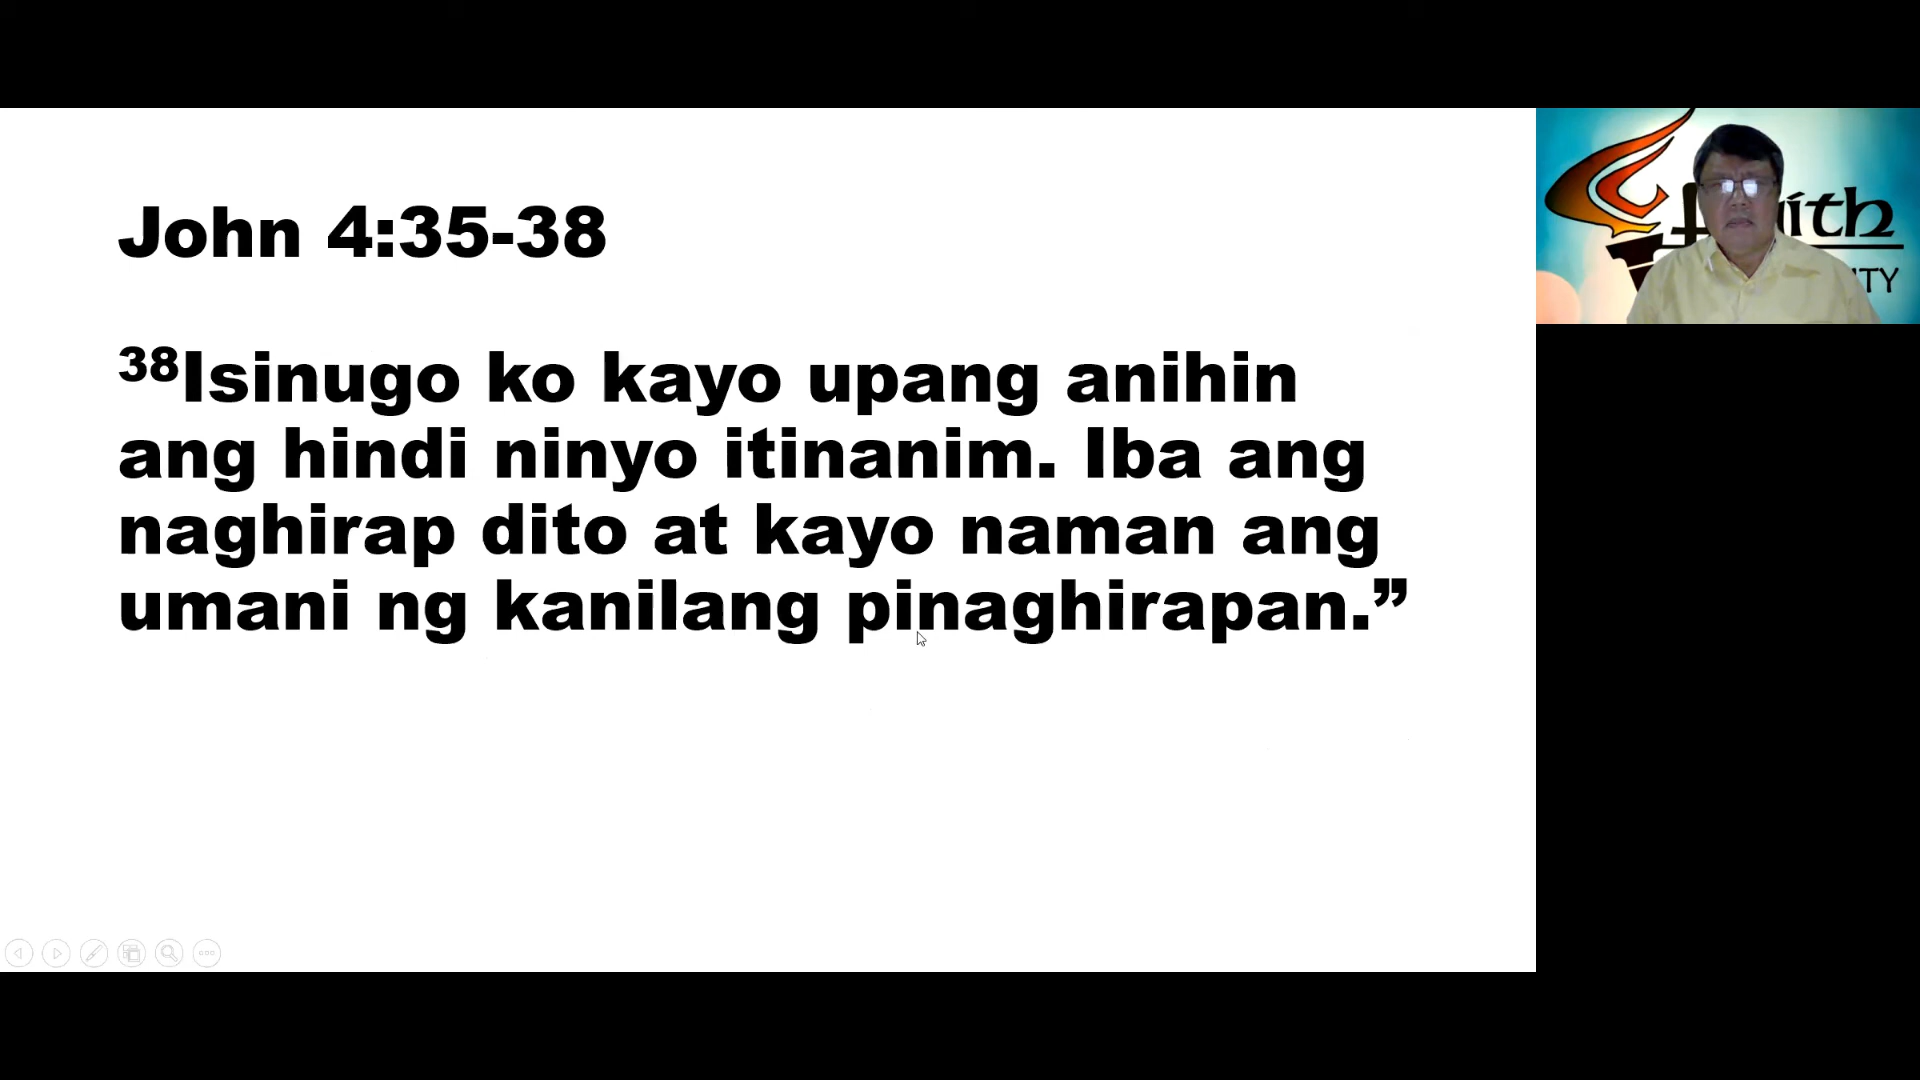 John 4:35-38
38Isinugo ko kayo upang anihin
ang hindi ninyo itinanim. Iba ang
naghirap dito at kayo naman ang
umani ng kanilang pinaghirapan.”